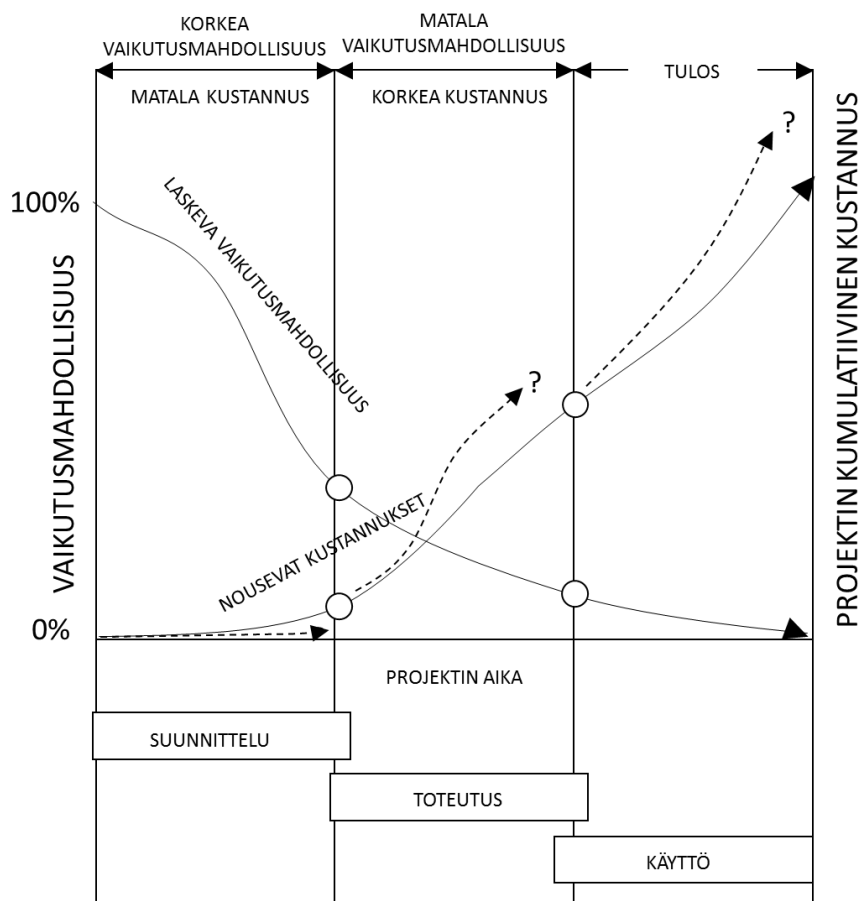 KORKEA
VAIKUTUSMAHDOLLISUUS
MATALA
VAIKUTUSMAHDOLLISUUS
TULOS
MATALA KUSTANNUS
KORKEA KUSTANNUS
?
100%
LASKEVA VAIKUTUSMAHDOLLISUUS
VAIKUTUSMAHDOLLISUUS
PROJEKTIN KUMULATIIVINEN KUSTANNUS
?
NOUSEVAT KUSTANNUKSET
0%
PROJEKTIN AIKA
SUUNNITTELU
TOTEUTUS
KÄYTTÖ